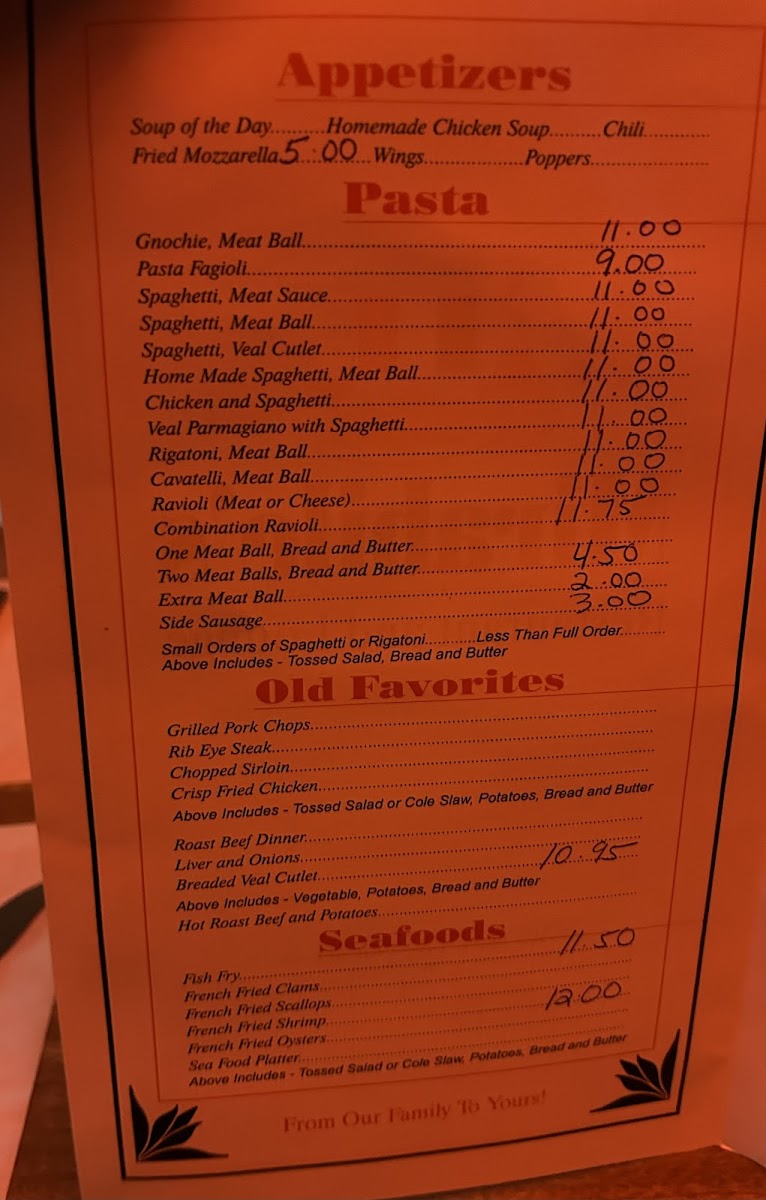 Appetizers
Soup of the Day..........Homemade Chicken Soup..........Chili............
Fried Mozzarella 5.00...Wings...................Poppers......................
Pasta
Gnochie, Meat Ball.......... 11.00
Pasta Fagioli.......... 9.00
Spaghetti, Meat Sauce.......... 11.00
Spaghetti, Meat Ball.......... 11.00
Spaghetti, Veal Cutlet.......... 11.00
Home Made Spaghetti, Meat Ball.......... 11.00
Chicken and Spaghetti.......... 11.00
Veal Parmagiano with Spaghetti.......... 11.00
Rigatoni, Meat Ball.......... 11.00
Cavatelli, Meat Ball.......... 11.00
Ravioli (Meat or Cheese).......... 11.00
Combination Ravioli.......... 11.75
One Meat Ball, Bread and Butter..........
Two Meat Balls, Bread and Butter.......... 4.50
Extra Meat Ball.......... 2.00
Side Sausage.......... 3.00
Small Orders of Spaghetti or Rigatoni...........Less Than Full Order..........
Above Includes - Tossed Salad, Bread and Butter
Old Favorites
Grilled Pork Chops..........
Rib Eye Steak..........
Chopped Sirloin..........
Crisp Fried Chicken..........
Above Includes - Tossed Salad or Cole Slaw, Potatoes, Bread and Butter
Roast Beef Dinner..........
Liver and Onions..........
Breaded Veal Cutlet.......... 10.95
Above Includes - Vegetable, Potatoes, Bread and Butter
Hot Roast Beef and Potatoes..........
Seafoods
Fish Fry.......... 11.50
French Fried Clams..........
French Fried Scallops..........
French Fried Shrimp.......... 12.00
French Fried Oysters..........
Sea Food Platter..........
Above Includes - Tossed Salad or Cole Slaw, Potatoes, Bread and Butter
From Our Family To Yours!